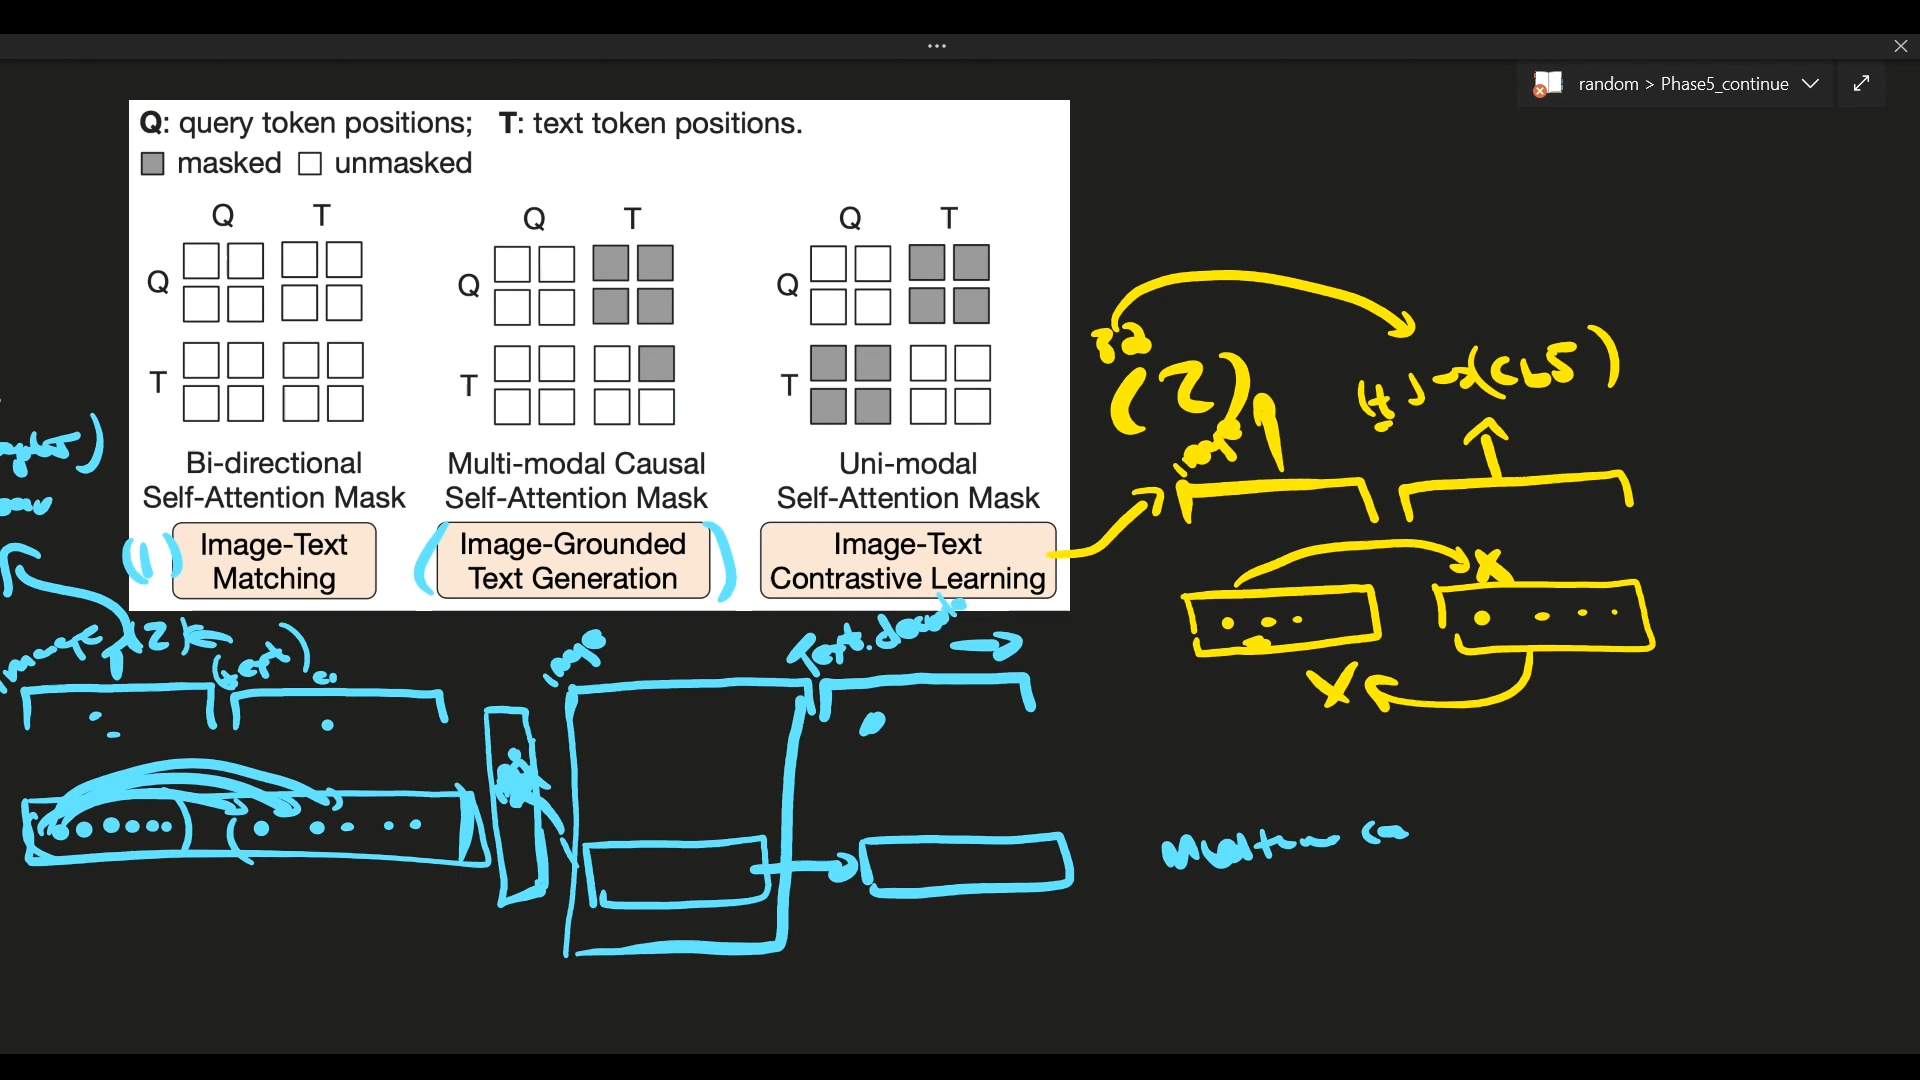 random > Phase5_continue
Q: query token positions; T: text token positions.
masked unmasked
Q T
Q
T
Q T
Q
T
Q T
Q
T
Bi-directional
Self-Attention Mask
Multi-modal Causal
Self-Attention Mask
Uni-modal
Self-Attention Mask
(1)
Image-Text
Matching
Image-Grounded
Text Generation
Image-Text
Contrastive Learning
32
(Z)
(t) → (CLS)
X
X
(text)
Text. decode